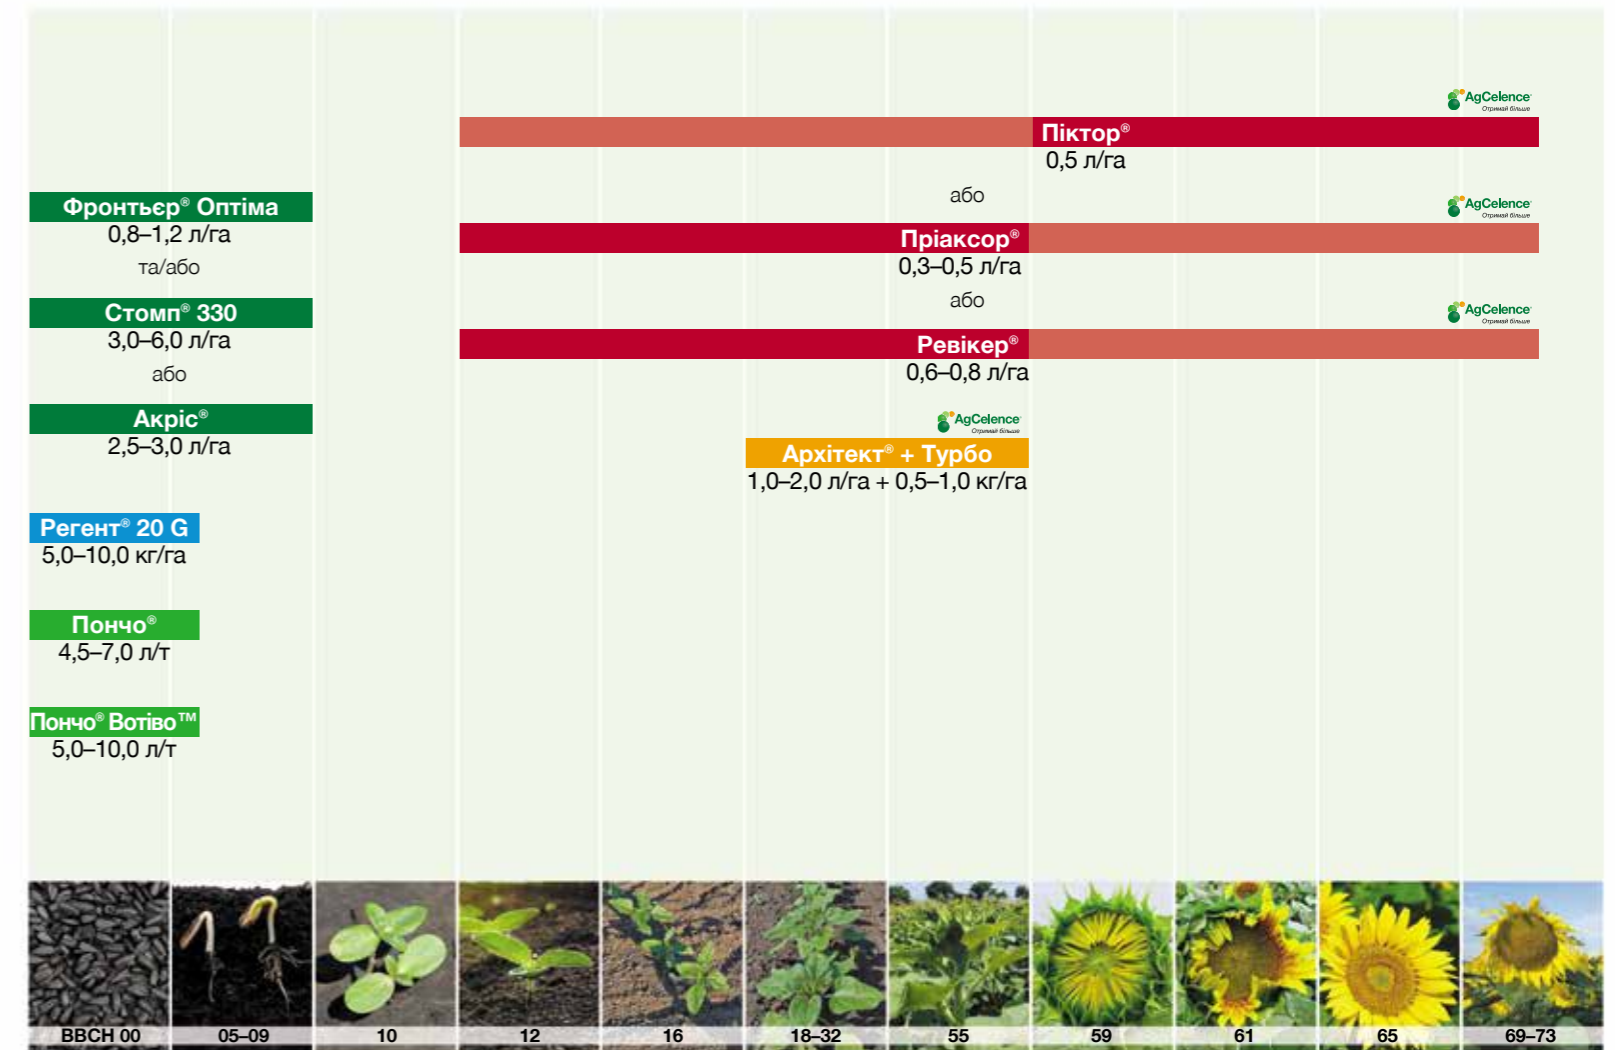 AgCelence®
Отримай більше
Піктор®
0,5 л/га
або
Фронтьєр® Оптіма
0,8–1,2 л/га
та/або
AgCelence®
Отримай більше
Пріаксор®
0,3–0,5 л/га
або
Стомп® 330
3,0–6,0 л/га
або
AgCelence®
Отримай більше
Ревікер®
0,6–0,8 л/га
Акріс®
2,5–3,0 л/га
AgCelence®
Отримай більше
Архітект® + Турбо
1,0–2,0 л/га + 0,5–1,0 кг/га
Регент® 20 G
5,0–10,0 кг/га
Пончо®
4,5–7,0 л/т
Пончо® Вотіво™
5,0–10,0 л/т
BBCH 00 05–09 10 12 16 18–32 55 59 61 65 69–73